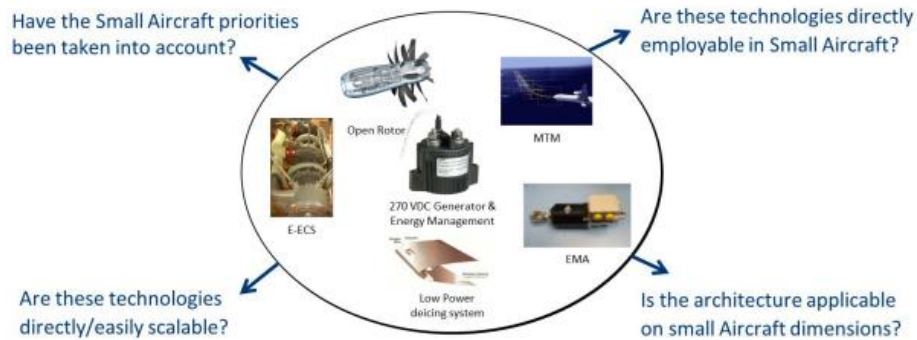 Have the Small Aircraft priorities
been taken into account?
Are these technologies directly
employable in Small Aircraft?
Open Rotor
MTM
270 VDC Generator &
Energy Management
E-ECS
EMA
Low Power
deicing system
Are these technologies
directly/easily scalable?
Is the architecture applicable
on small Aircraft dimensions?